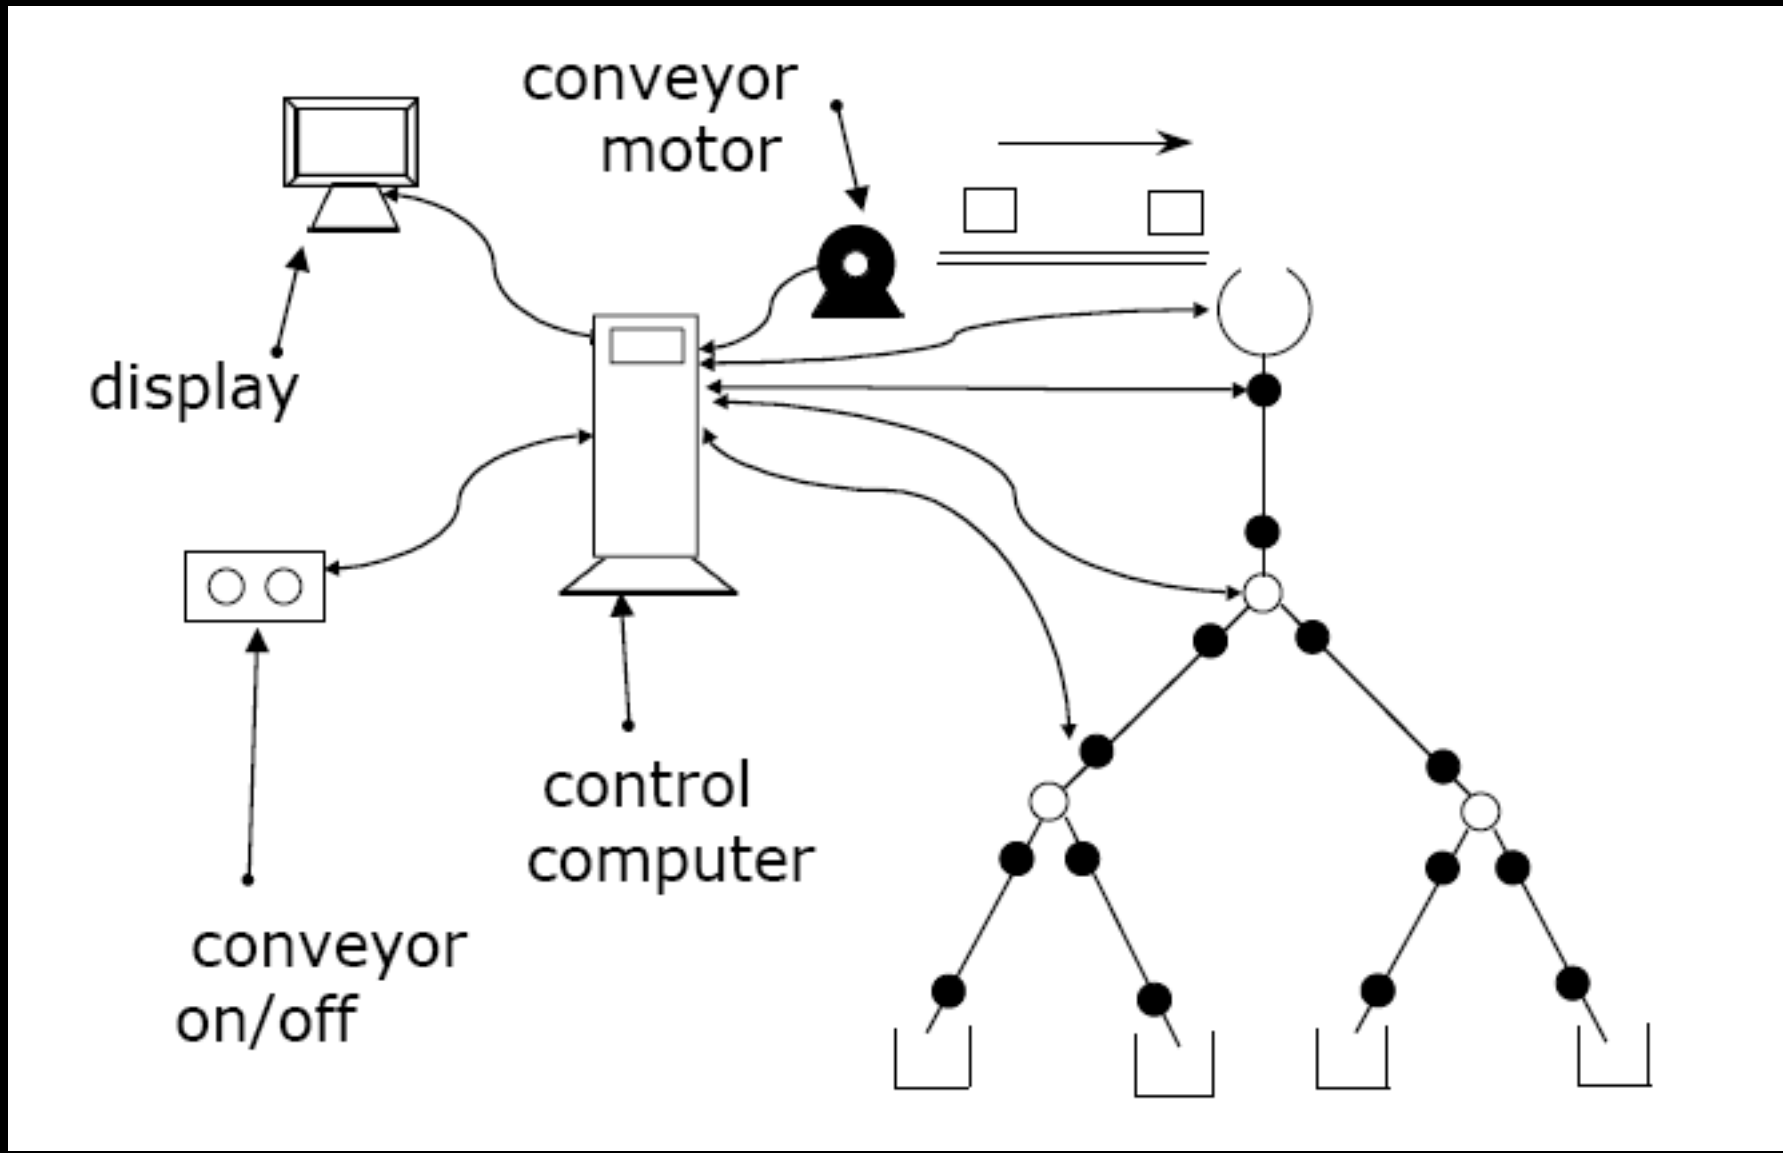 conveyor
motor
display
control
computer
conveyor
on/off